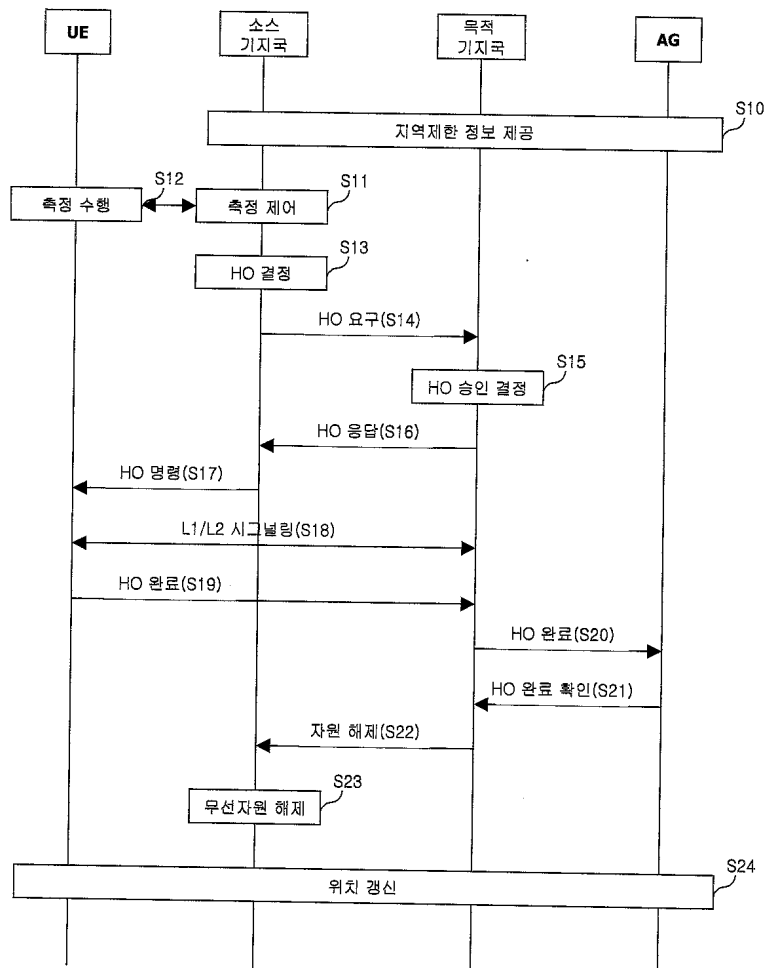 UE
소스
기지국
목적
기지국
AG
S10
지역제한 정보 제공
S12
S11
측정 수행
측정 제어
S13
HO 결정
HO 요구(S14)
S15
HO 승인 결정
HO 응답(S16)
HO 명령(S17)
L1/L2 시그널링(S18)
HO 완료(S19)
HO 완료(S20)
HO 완료 확인(S21)
자원 해제(S22)
S23
무선자원 해제
S24
위치 갱신